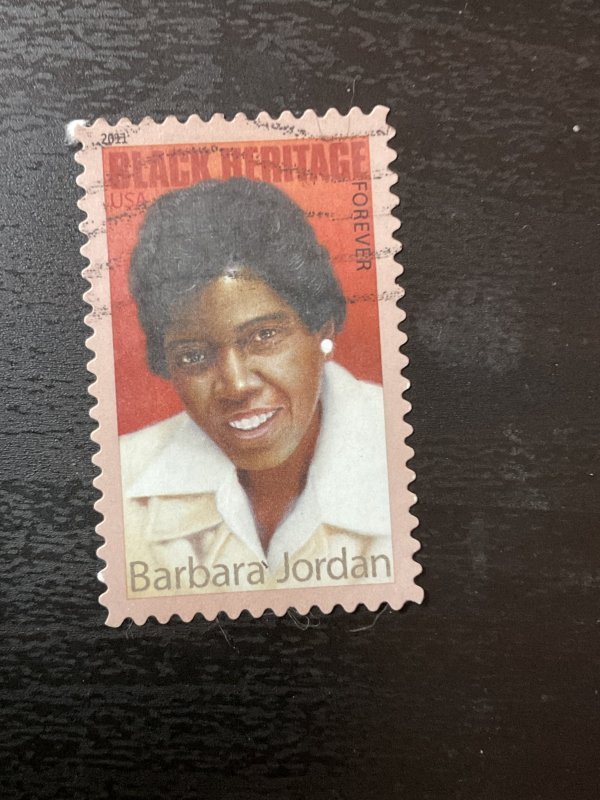 2011
BLACK HERITAGE
USA
FOREVER
Barbara Jordan